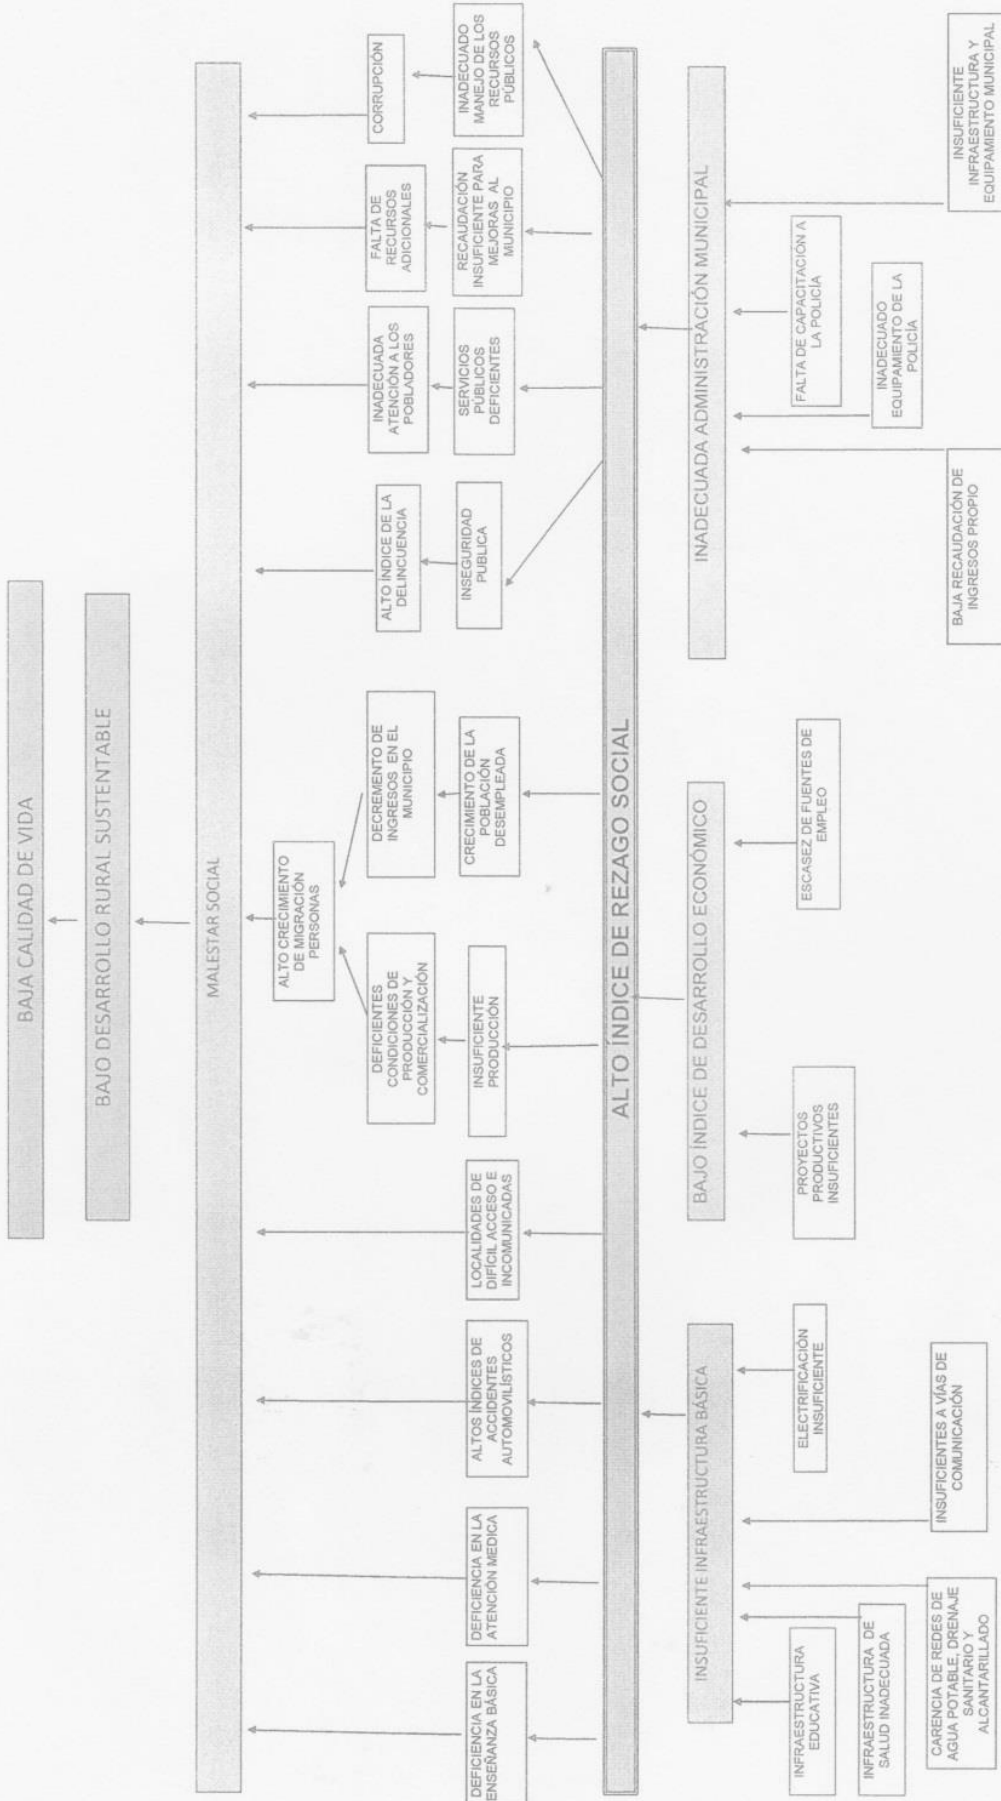 BAJA CALIDAD DE VIDA
BAJO DESARROLLO RURAL SUSTENTABLE
MALESTAR SOCIAL
ALTO CRECIMIENTO
DE MIGRACIÓN
PERSONAS
DEFICIENTES
CONDICIONES DE
PRODUCCIÓN Y
COMERCIALIZACIÓN
DECREMENTO DE
INGRESOS EN EL
MUNICIPIO
ALTO ÍNDICE DE LA
DELINCUENCIA
INADECUADA
ATENCIÓN A LOS
POBLADORES
FALTA DE
RECURSOS
ADICIONALES
CORRUPCIÓN
DEFICIENCIA EN LA
ENSEÑANZA BÁSICA
DEFICIENCIA EN LA
ATENCIÓN MEDICA
ALTOS ÍNDICES DE
ACCIDENTES
AUTOMOVILÍSTICOS
LOCALIDADES DE
DIFÍCIL ACCESO E
INCOMUNICADAS
INSUFICIENTE
PRODUCCIÓN
CRECIMIENTO DE LA
POBLACIÓN
DESEMPLEADA
INSEGURIDAD
PUBLICA
SERVICIOS
PÚBLICOS
DEFICIENTES
RECAUDACIÓN
INSUFICIENTE PARA
MEJORAS AL
MUNICIPIO
INADECUADO
MANEJO DE LOS
RECURSOS
PÚBLICOS
ALTO ÍNDICE DE REZAGO SOCIAL
INSUFICIENTE INFRAESTRUCTURA BÁSICA
BAJO ÍNDICE DE DESARROLLO ECONÓMICO
INADECUADA ADMINISTRACIÓN MUNICIPAL
INFRAESTRUCTURA
EDUCATIVA
ELECTRIFICACIÓN
INSUFICIENTE
PROYECTOS
PRODUCTIVOS
INSUFICIENTES
ESCASEZ DE FUENTES DE
EMPLEO
FALTA DE CAPACITACIÓN A
LA POLICÍA
INFRAESTRUCTURA DE
SALUD INADECUADA
INADECUADO
EQUIPAMIENTO DE LA
POLICÍA
CARENCIA DE REDES DE
AGUA POTABLE, DRENAJE
SANITARIO Y
ALCANTARILLADO
INSUFICIENTES A VÍAS DE
COMUNICACIÓN
BAJA RECAUDACIÓN DE
INGRESOS PROPIO
INSUFICIENTE
INFRAESTRUCTURA Y
EQUIPAMIENTO MUNICIPAL